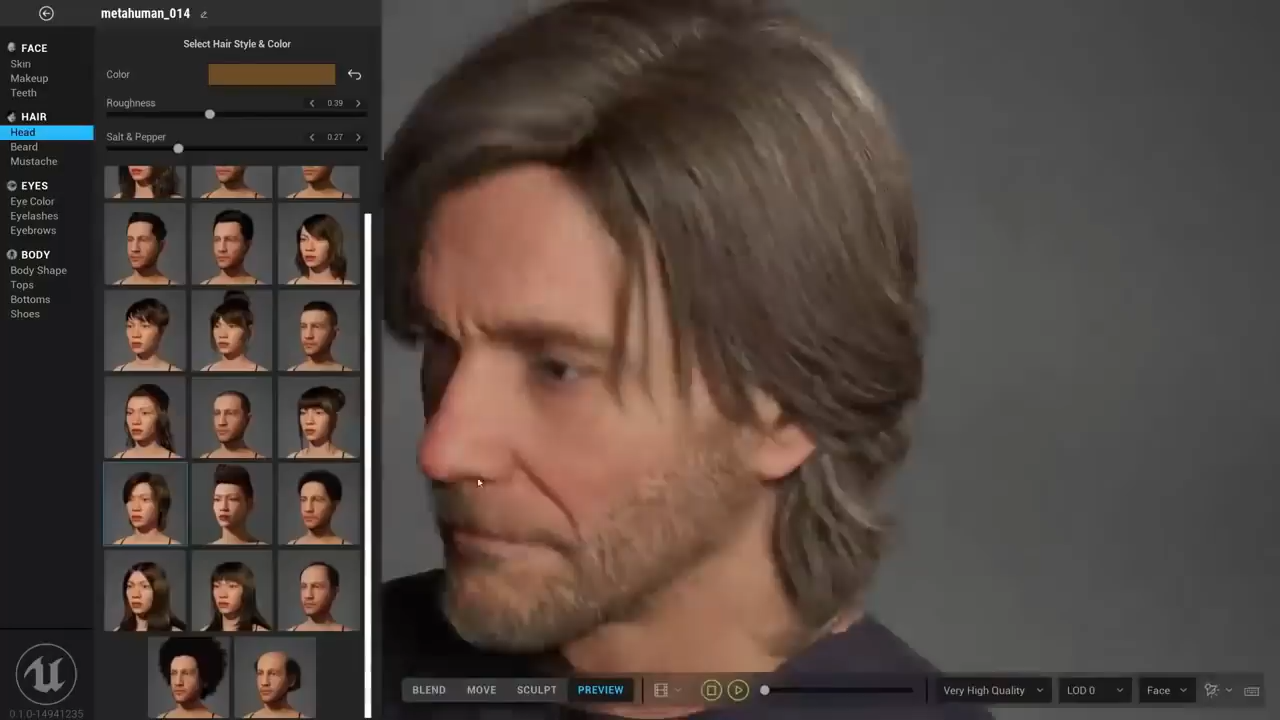 metahuman_014
Select Hair Style & Color
Color
Roughness 0.39
Salt & Pepper 0.27
FACE
Skin
Makeup
Teeth
HAIR
Head
Beard
Mustache
EYES
Eye Color
Eyelashes
Eyebrows
BODY
Body Shape
Tops
Bottoms
Shoes
0.1.0-14941235
BLEND MOVE SCULPT PREVIEW
Very High Quality LOD 0 Face